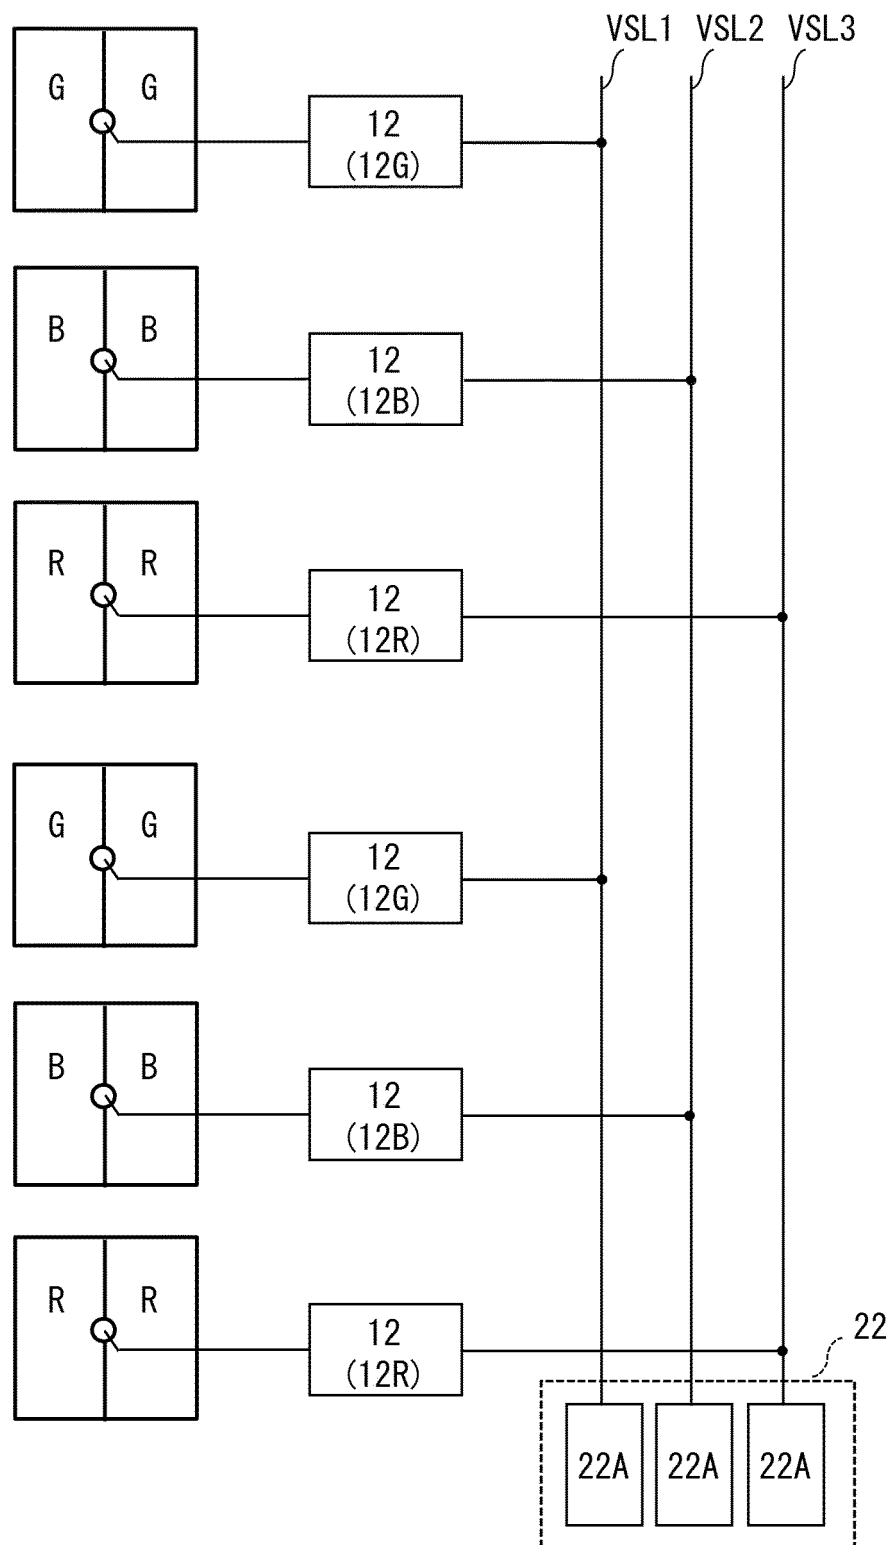 VSL1 VSL2 VSL3
G G
12
(12G)
B B
12
(12B)
R R
12
(12R)
G G
12
(12G)
B B
12
(12B)
R R
12
(12R)
22
22A 22A 22A